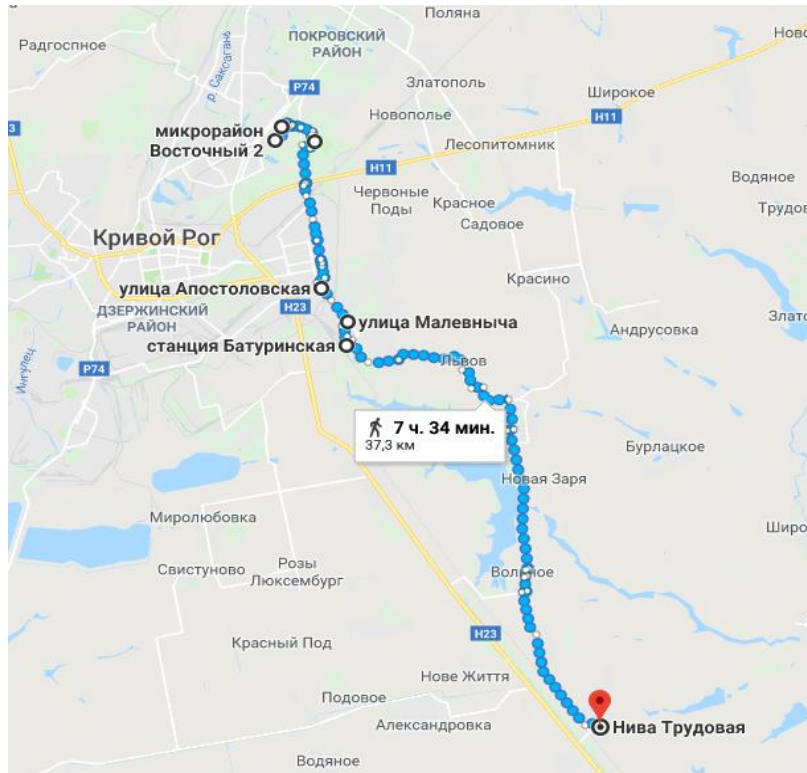 Поляна
Радгоспное
р. Саксагань
ПОКРОВСКИЙ
РАЙОН
Ново
Златополь
P74
Широкое
Новополье
H11
3
микрорайон
Восточный 2
Лесопитомник
H11
Водяное
Червоные
Поды
Красное
Трудов
Садовое
Кривой Рог
Красино
улица Апостоловская
H23
ДЗЕРЖИНСКИЙ
РАЙОН
улица Малевныча
Злато
Андрусовка
станция Батуринская
Ингулец
P74
Львов
7 ч. 34 мин.
37,3 км
Бурлацкое
Новая Заря
Миролюбовка
Широ
Свистуново
Розы
Люксембург
Вольное
H23
Красный Под
Нове Життя
Подовое
Александровка
Нива Трудовая
Водяное